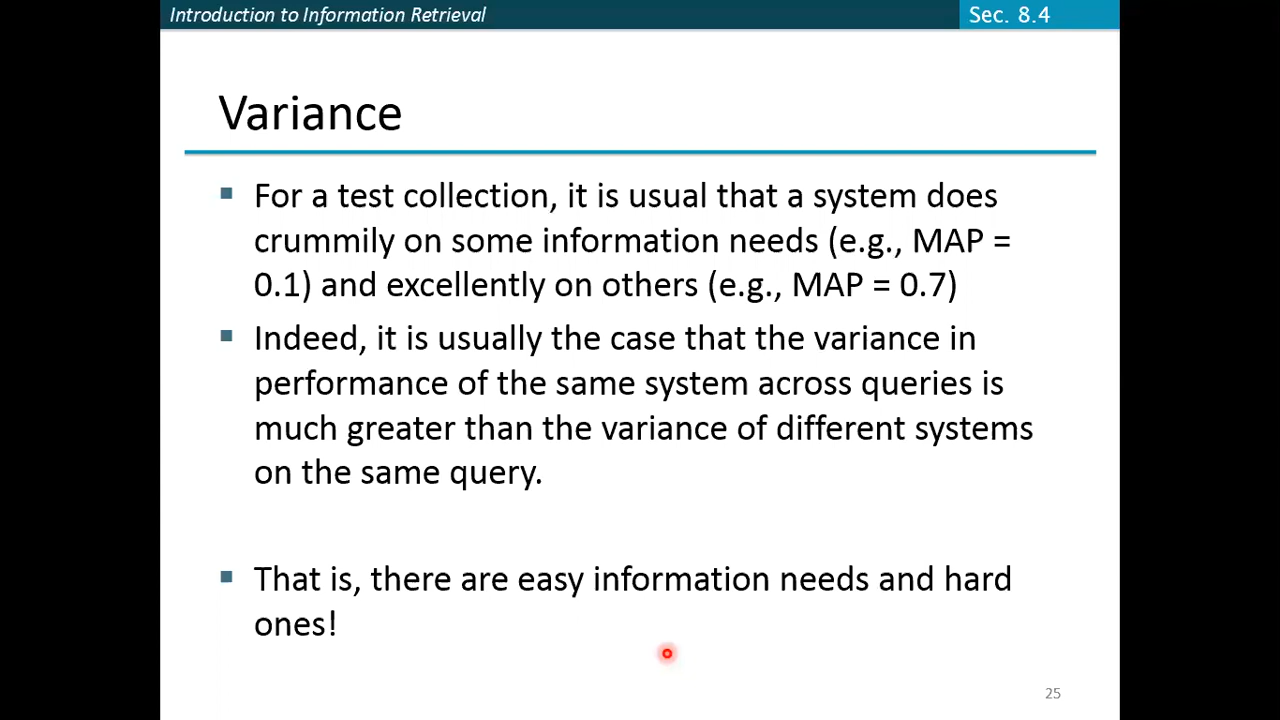 Introduction to Information Retrieval
Sec. 8.4
Variance
For a test collection, it is usual that a system does
crummily on some information needs (e.g., MAP =
0.1) and excellently on others (e.g., MAP = 0.7)
Indeed, it is usually the case that the variance in
performance of the same system across queries is
much greater than the variance of different systems
on the same query.
That is, there are easy information needs and hard
ones!
25